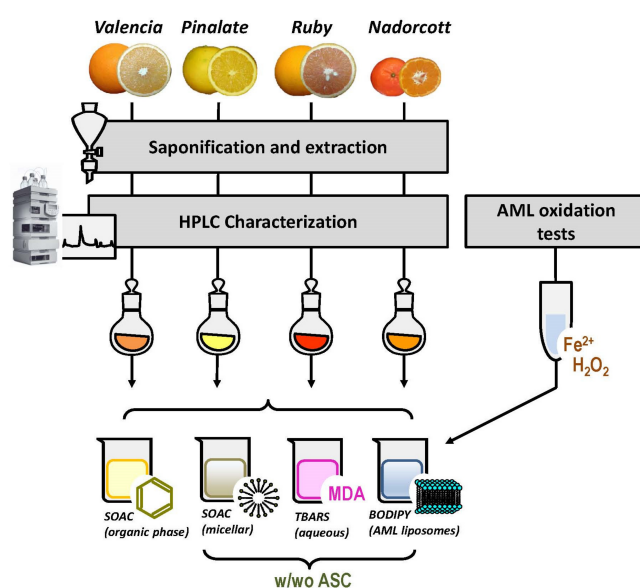 Valencia Pinalate Ruby Nadorcott
Saponification and extraction
HPLC Characterization
AML oxidation
tests
Fe²⁺
H₂O₂
SOAC
(organic phase)
SOAC
(micellar)
MDA
TBARS
(aqueous)
BODIPY
(AML liposomes)
w/wo ASC